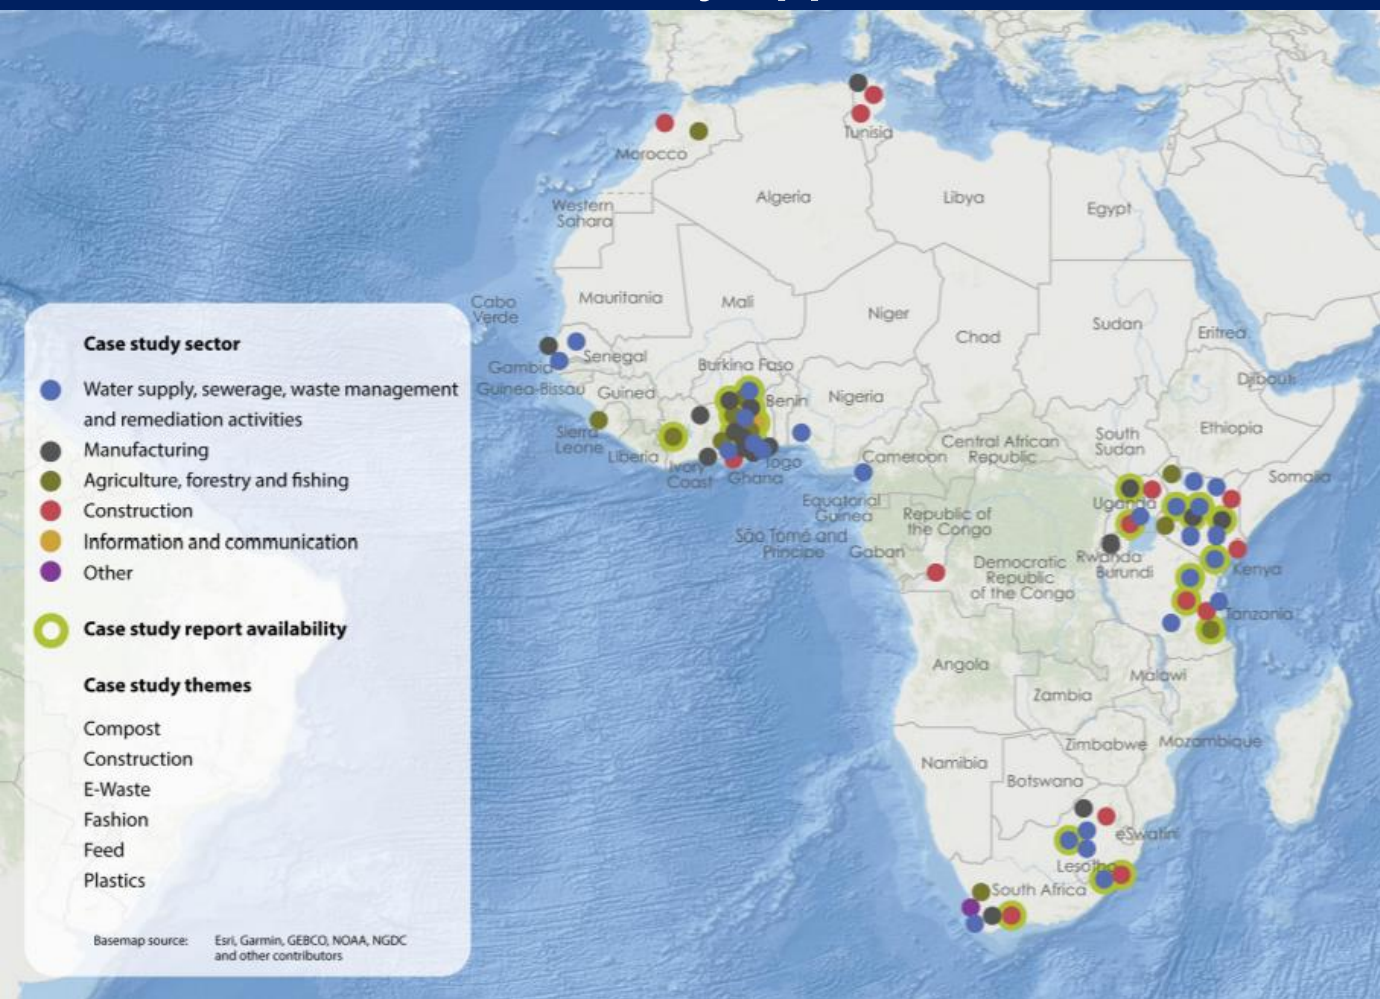 Case study sector
Water supply, sewerage, waste management
and remediation activities
Manufacturing
Agriculture, forestry and fishing
Construction
Information and communication
Other
Case study report availability
Case study themes
Compost
Construction
E-Waste
Fashion
Feed
Plastics
Basemap source: Esri, Garmin, GEBCO, NOAA, NGDC
and other contributors
Tunisia
Morocco
Algeria
Libya
Egypt
Western
Sahara
Mauritania
Mali
Niger
Chad
Sudan
Eritrea
Cabo
Verde
Senegal
Gambia
Guinea-Bissau
Guinea
Burkina Faso
Benin
Nigeria
Djibouti
Ethiopia
Sierra
Leone
Liberia
Ivory
Coast
Ghana
Togo
Cameroon
Central African
Republic
South
Sudan
Somalia
Equatorial
Guinea
São Tomé and
Principe
Gaban
Republic of
the Congo
Democratic
Republic
of the Congo
Uganda
Rwanda
Burundi
Kenya
Tanzania
Angola
Zambia
Malawi
Zimbabwe
Mozambique
Namibia
Botswana
eSwatini
Lesotho
South Africa